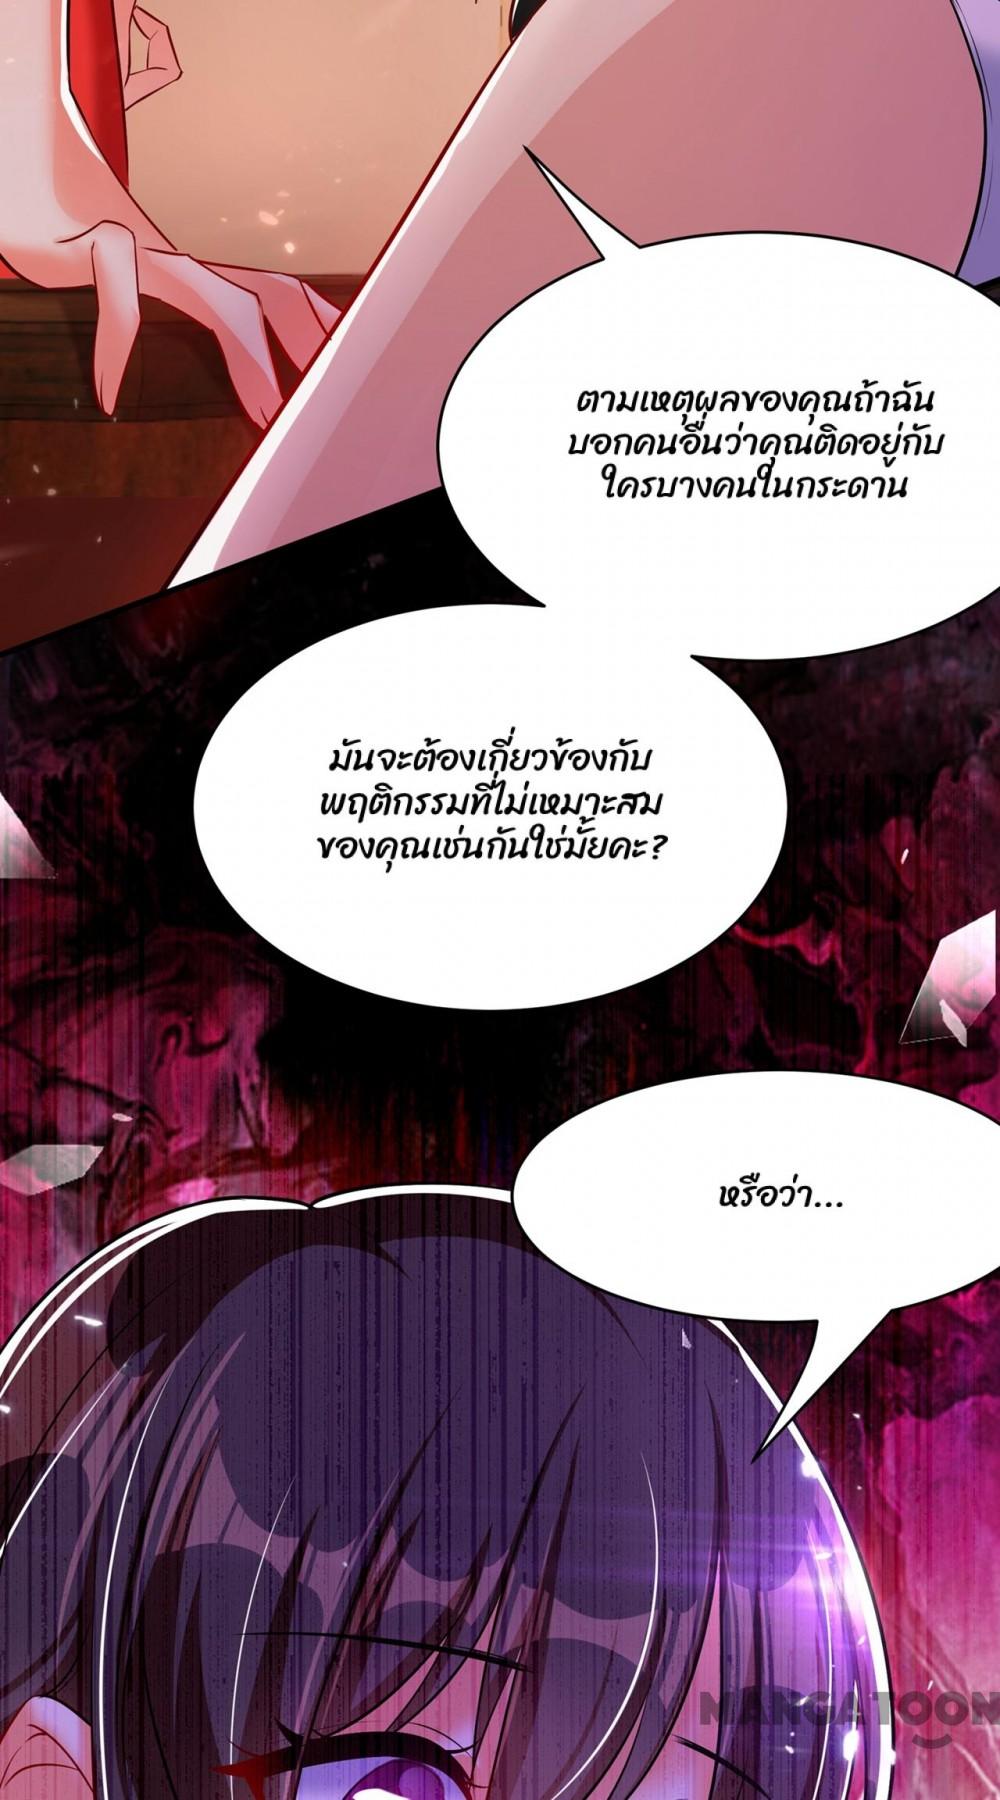 ตามเหตุผลของคุณถ้าฉัน
บอกคนอื่นว่าคุณติดอยู่กับ
ใครบางคนในกระดาน
มันจะต้องเกี่ยวข้องกับ
พฤติกรรมที่ไม่เหมาะสม
ของคุณเช่นกันใช่มั้ยคะ?
หรือว่า...
MANGATOON